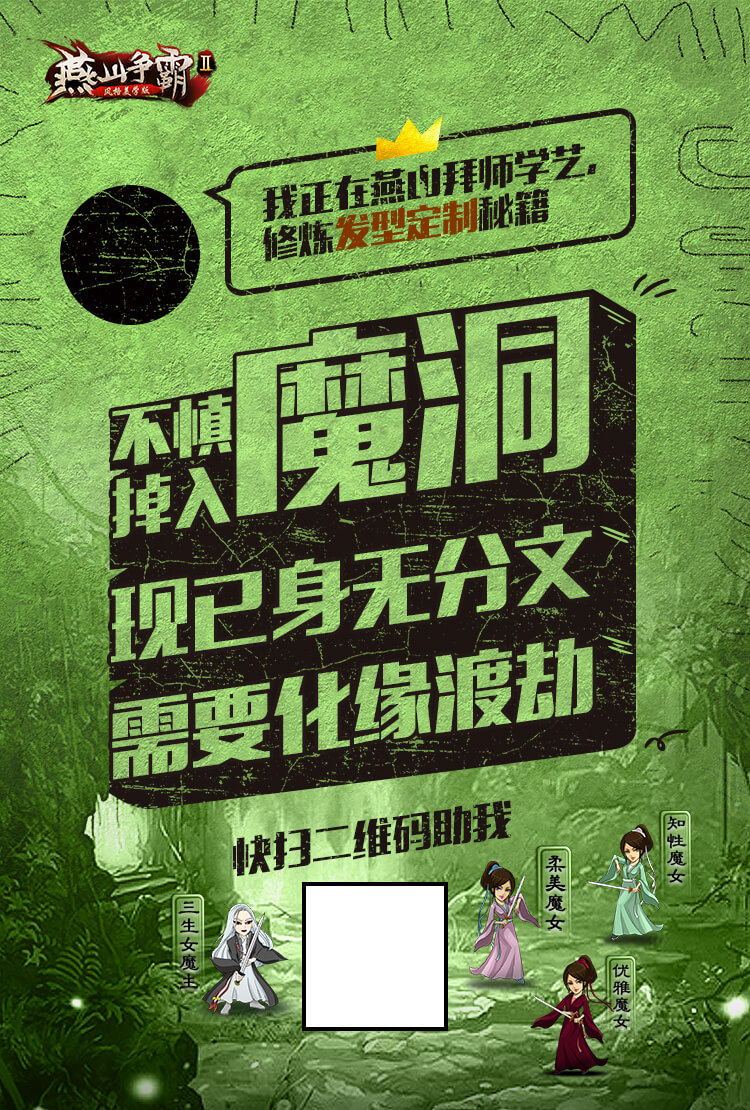 燕山争霸II
风格美学版
我正在燕山拜师学艺，
修炼发型定制秘籍
不慎
掉入
魔洞
现已身无分文
需要化缘渡劫
快扫二维码助我
三生女魔主
柔美魔女
知性魔女
优雅魔女